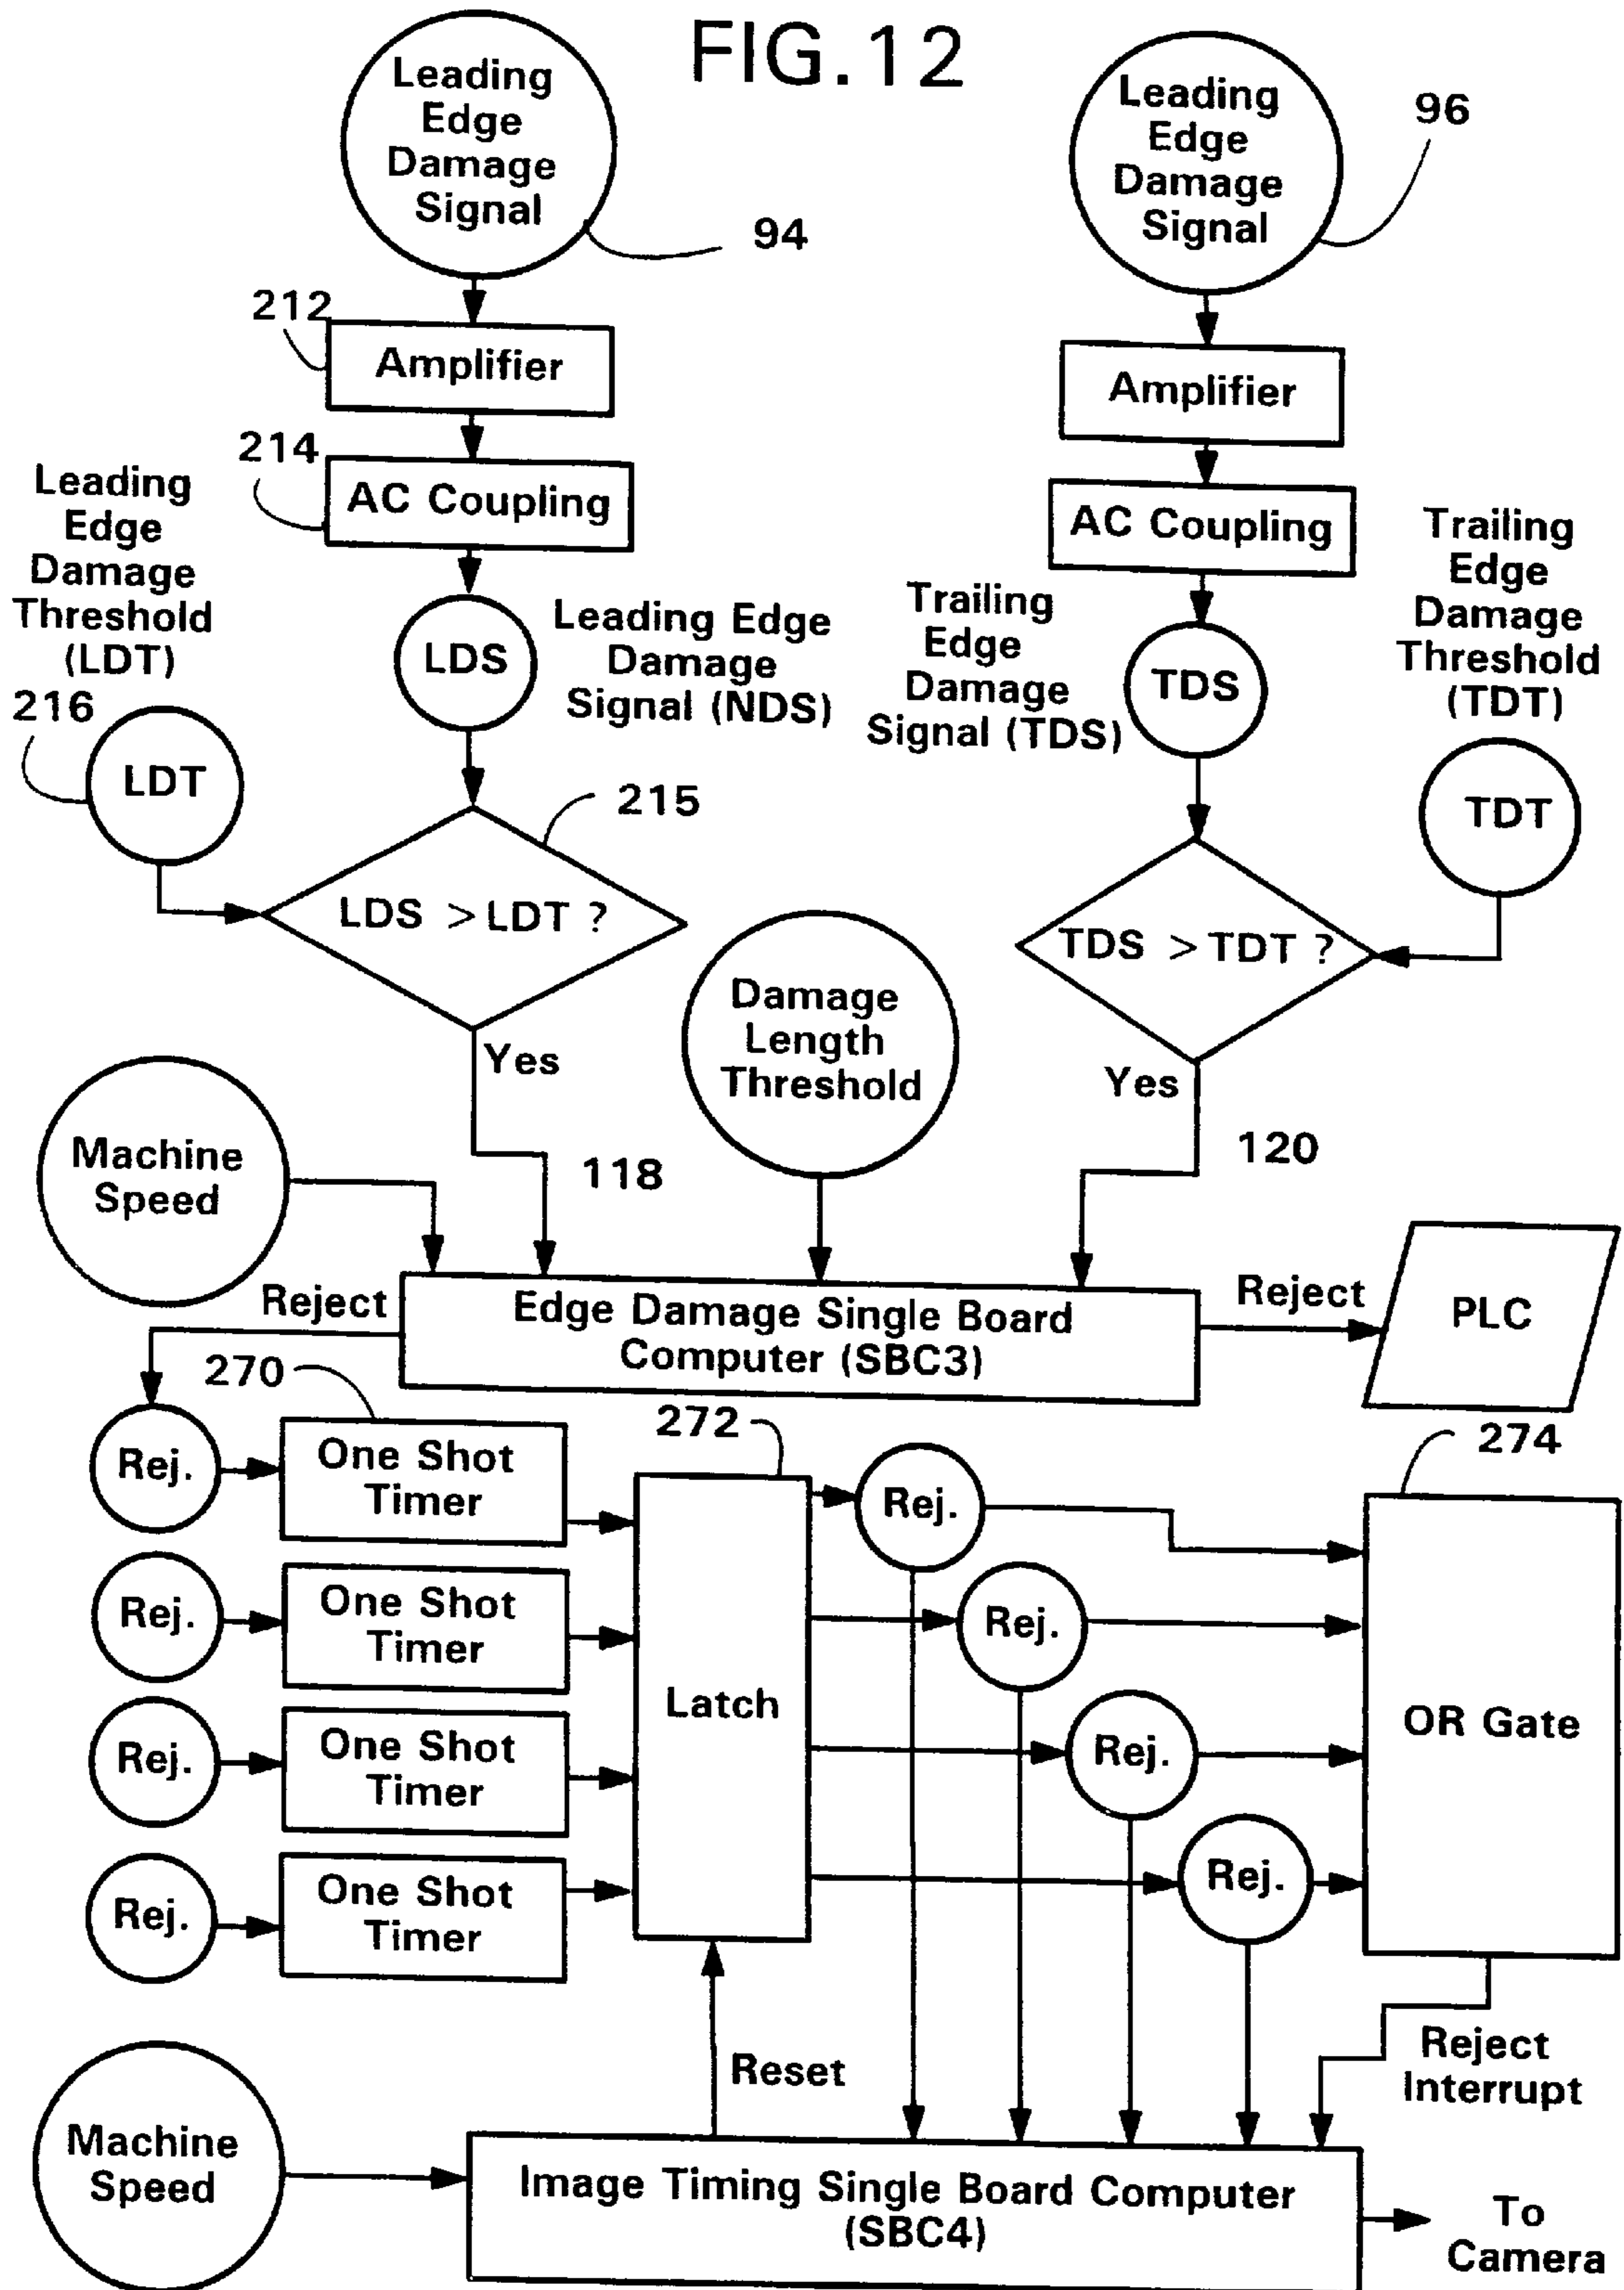 FIG.12
Leading
Edge
Damage
Signal
94
Leading
Edge
Damage
Signal
96
212
Amplifier
Amplifier
214
AC Coupling
AC Coupling
Leading
Edge
Damage
Threshold
(LDT)
216
LDT
LDS
Leading Edge
Damage
Signal (NDS)
Trailing
Edge
Damage
Signal (TDS)
TDS
Trailing
Edge
Damage
Threshold
(TDT)
TDT
215
LDS > LDT ?
TDS > TDT ?
Yes
Damage
Length
Threshold
Yes
Machine
Speed
118
120
Reject
Edge Damage Single Board
Computer (SBC3)
Reject
PLC
270
272
274
Rej.
One Shot
Timer
Rej.
One Shot
Timer
Rej.
One Shot
Timer
Rej.
One Shot
Timer
Latch
Rej.
Rej.
Rej.
Rej.
OR Gate
Reset
Reject
Interrupt
Machine
Speed
Image Timing Single Board Computer
(SBC4)
To
Camera